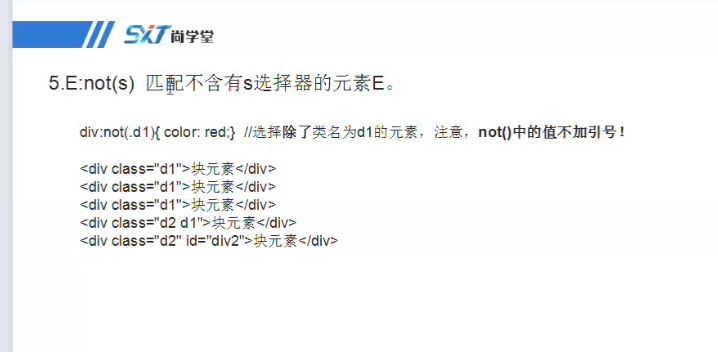 SXT 尚学堂
5.E:not(s) 匹配不含有s选择器的元素E。
div:not(.d1){ color: red;} //选择除了类名为d1的元素，注意，not()中的值不加引号！
<div class="d1">块元素</div>
<div class="d1">块元素</div>
<div class="d1">块元素</div>
<div class="d2 d1">块元素</div>
<div class="d2" id="div2">块元素</div>